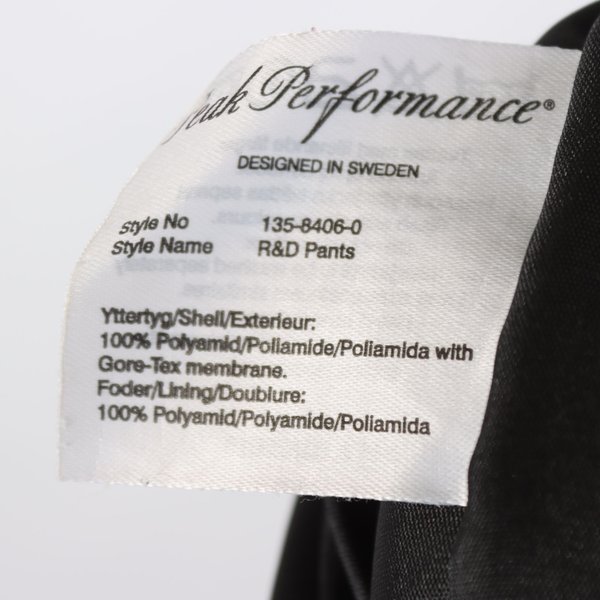 Peak Performance®
DESIGNED IN SWEDEN
Style No 135-8406-0
Style Name R&D Pants
Yttertyg/Shell/Exterieur:
100% Polyamid/Poliamide/Poliamida with
Gore-Tex membrane.
Foder/Lining/Doublure:
100% Polyamid/Polyamide/Poliamida